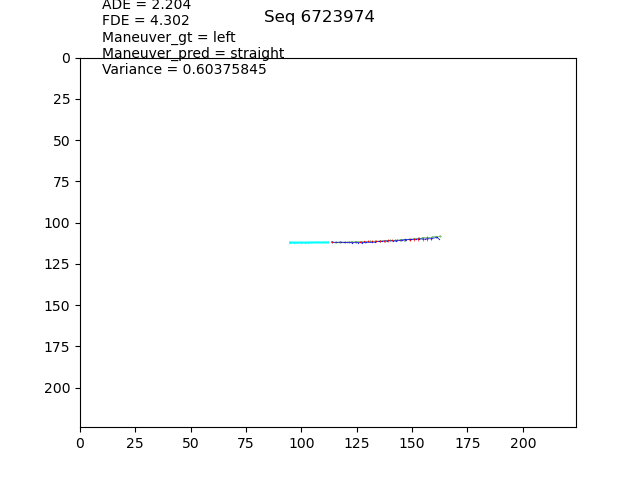 ADE = 2.204
Seq 6723974
FDE = 4.302
Maneuver_gt = left
Maneuver_pred = straight
Variance = 0.60375845
0
25
50
75
100
125
150
175
200
0 25 50 75 100 125 150 175 200